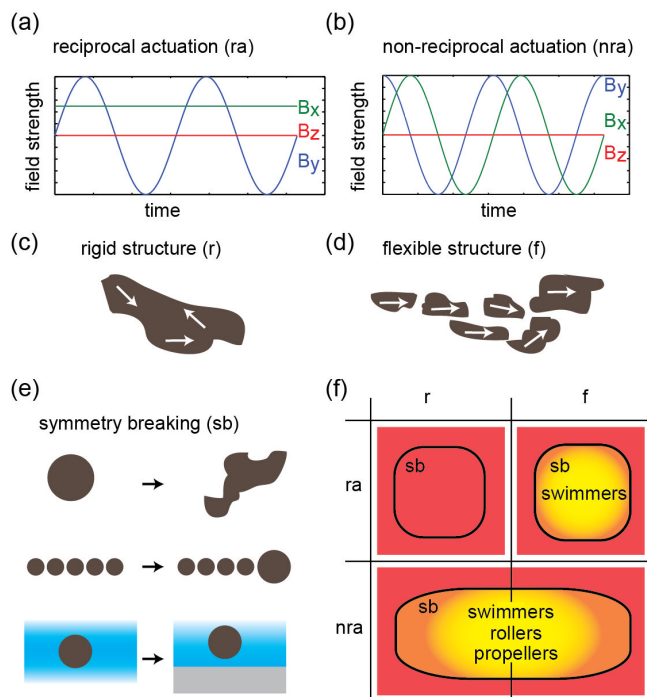 (a)
reciprocal actuation (ra)
field strength
Bx
Bz
By
time
(b)
non-reciprocal actuation (nra)
field strength
By
Bx
Bz
time
(c)
rigid structure (r)
(d)
flexible structure (f)
(e)
symmetry breaking (sb)
(f)
r
f
ra
sb
sb
swimmers
nra
sb
swimmers
rollers
propellers